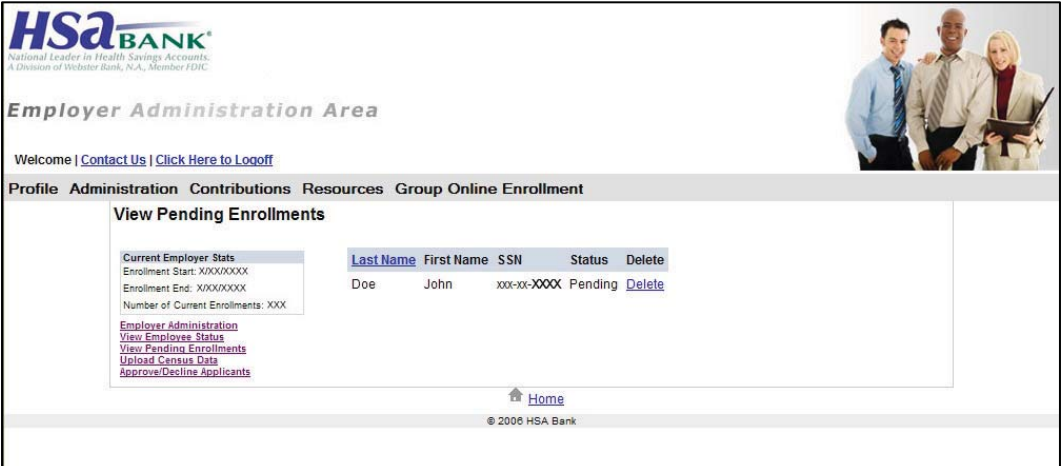 HSA BANK
National Leader in Health Savings Accounts.
A Division of Webster Bank, N.A., Member FDIC.
Employer Administration Area
Welcome | Contact Us | Click Here to Logoff
Profile Administration Contributions Resources Group Online Enrollment
View Pending Enrollments
Current Employer Stats
Enrollment Start: X/XX/XXXX
Enrollment End: X/XX/XXXX
Number of Current Enrollments: XXX
Employer Administration
View Employee Status
View Pending Enrollments
Upload Census Data
Approve/Decline Applicants
Last Name First Name SSN Status Delete
Doe John xxx-xx-XXXX Pending Delete
Home
© 2006 HSA Bank